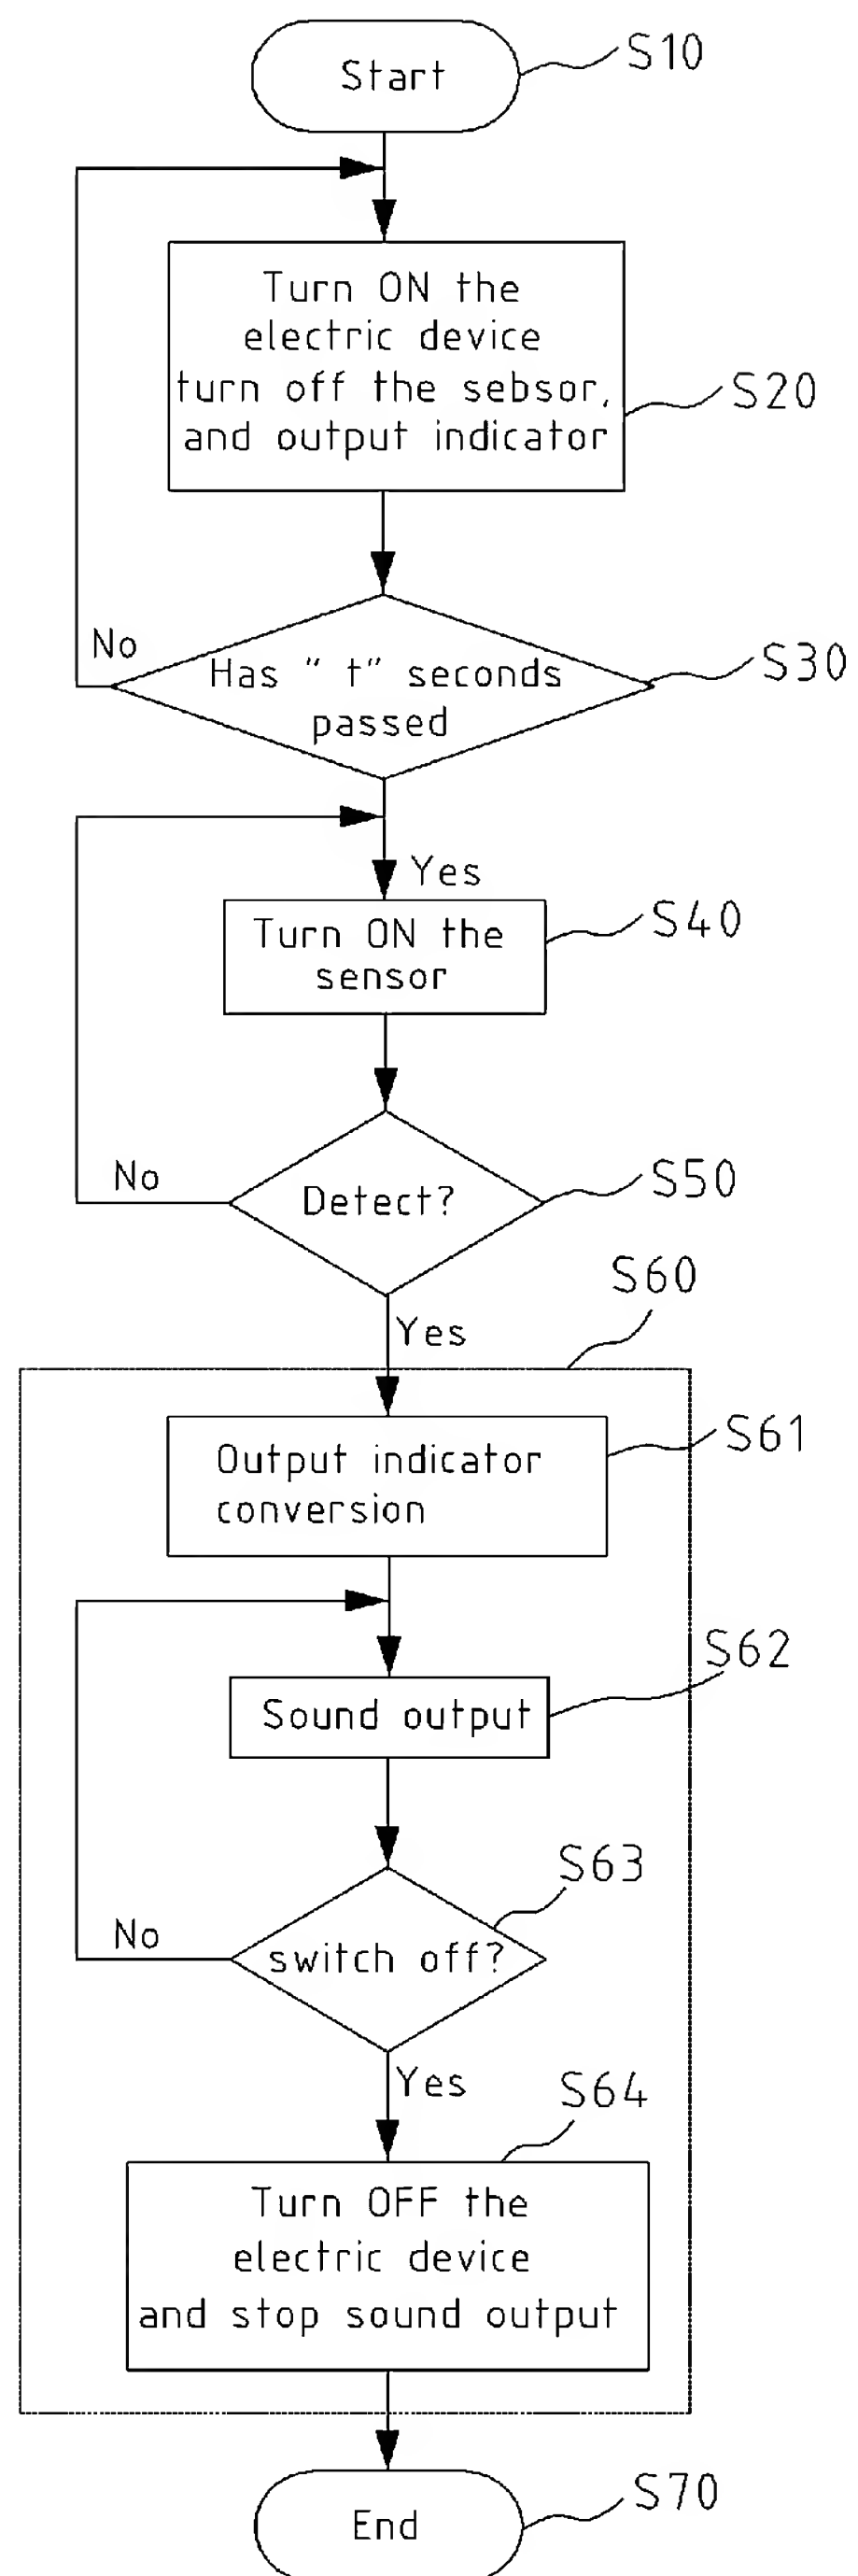 Start
S10
Turn ON the
electric device
turn off the sebsor,
and output indicator
S20
No
Has " t" seconds
passed
S30
Yes
Turn ON the
sensor
S40
No
Detect?
S50
Yes
S60
Output indicator
conversion
S61
Sound output
S62
No
switch off?
S63
Yes
S64
Turn OFF the
electric device
and stop sound output
End
S70